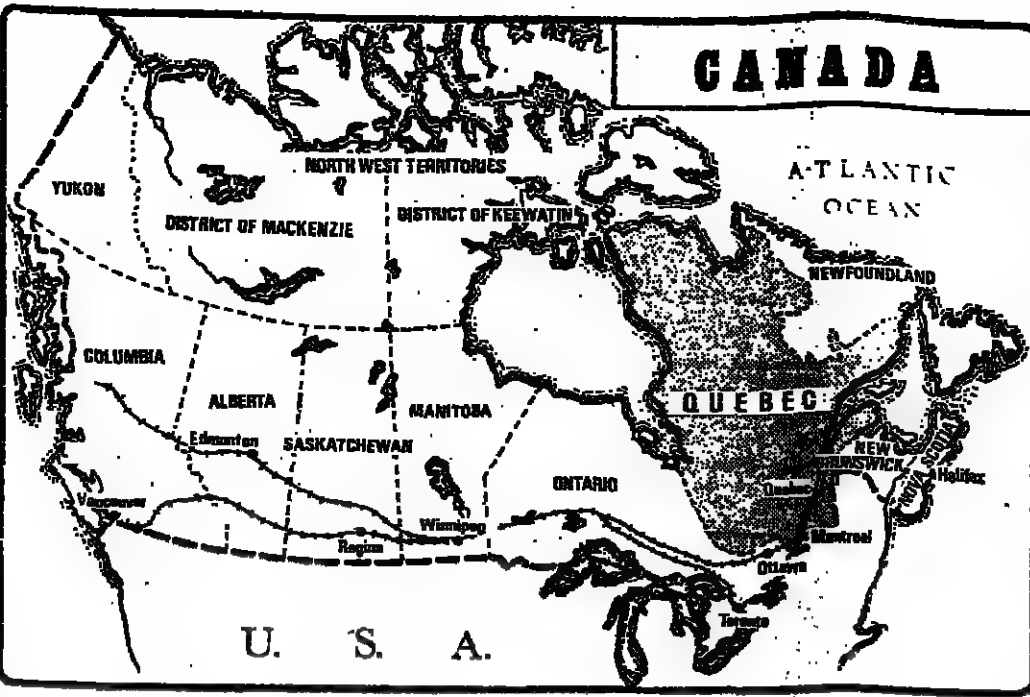 CANADA
ATLANTIC
OCEAN
NORTH WEST TERRITORIES
YUKON
DISTRICT OF MACKENZIE
DISTRICT OF KEEWATIN
NEWFOUNDLAND
COLUMBIA
ALBERTA
MANITOBA
QUEBEC
Edmonton
SASKATCHEWAN
NEW
BRUNSWICK
NOVA SCOTIA
Halifax
ONTARIO
Quebec
Vancouver
Winnipeg
Regina
Montreal
Ottawa
Toronto
U. S. A.